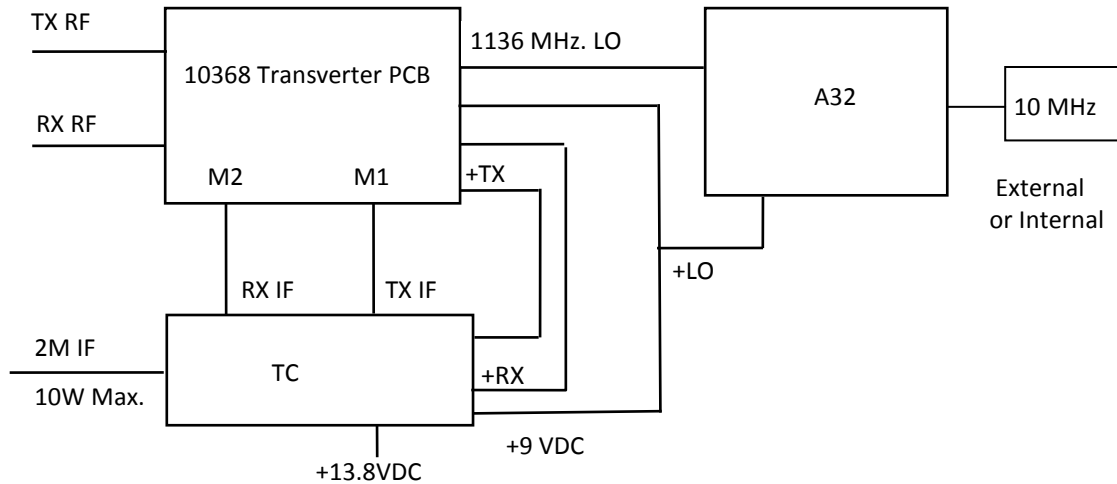 TX RF
1136 MHz. LO
10368 Transverter PCB
A32
10 MHz
RX RF
M2
M1
+TX
External
or Internal
+LO
RX IF
TX IF
2M IF
TC
+RX
10W Max.
+9 VDC
+13.8VDC